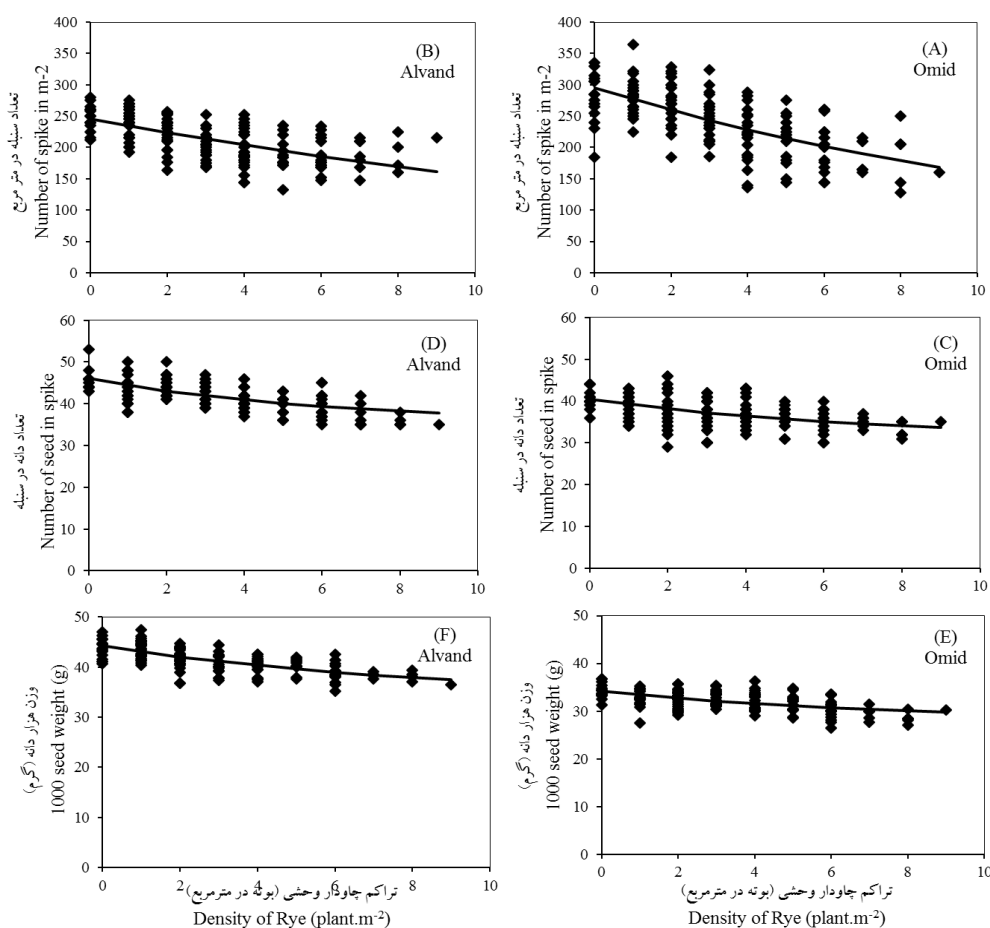 400
350
300
250
200
150
100
50
0
تعداد سنبله در متر مربع
Number of spike in m-2
(B)
Alvand
0 2 4 6 8 10
400
350
300
250
200
150
100
50
0
تعداد سنبله در متر مربع
Number of spike in m-2
(A)
Omid
0 2 4 6 8 10
60
50
40
30
20
10
0
تعداد دانه در سنبله
Number of seed in spike
(D)
Alvand
0 2 4 6 8 10
60
50
40
30
20
10
0
تعداد دانه در سنبله
Number of seed in spike
(C)
Omid
0 2 4 6 8 10
50
40
30
20
10
0
وزن هزار دانه (گرم)
1000 seed weight (g)
(F)
Alvand
0 2 4 6 8 10
تراکم چاودار وحشی (بوته در مترمربع)
Density of Rye (plant.m-2)
50
40
30
20
10
0
وزن هزار دانه (گرم)
1000 seed weight (g)
(E)
Omid
0 2 4 6 8 10
تراکم چاودار وحشی (بوته در مترمربع)
Density of Rye (plant.m-2)